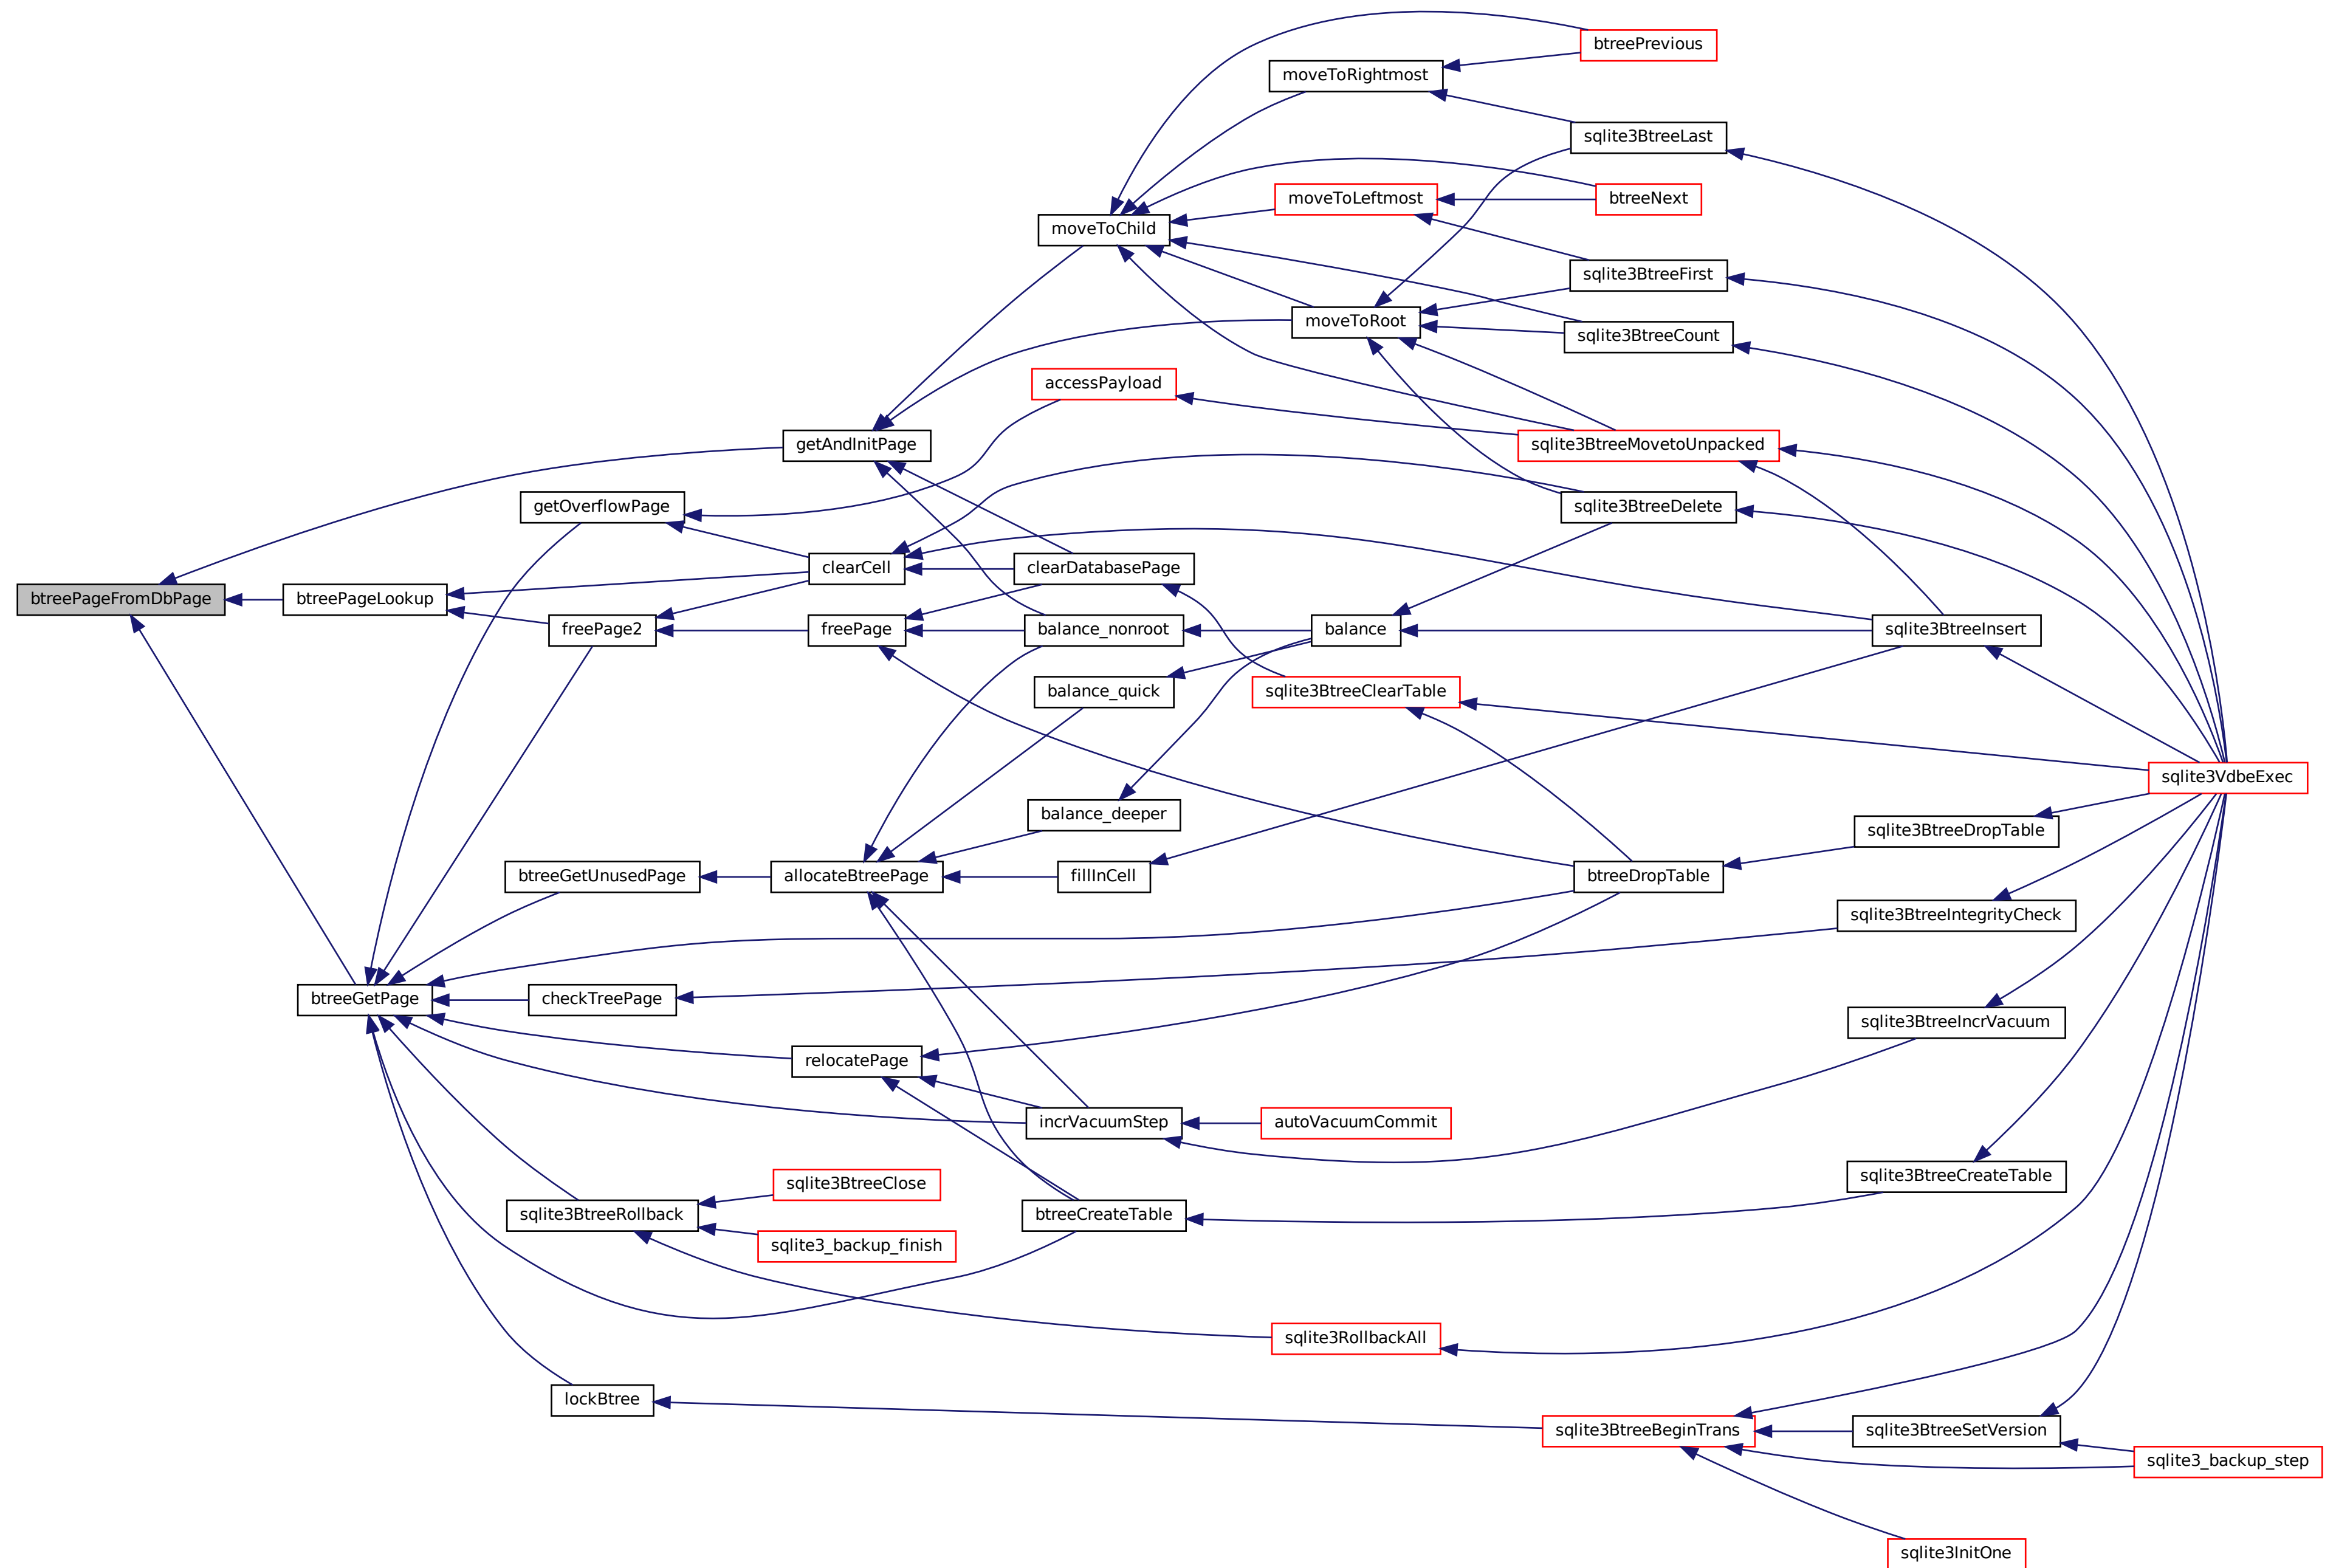 btreePrevious
moveToRightmost
sqlite3BtreeLast
moveToLeftmost
btreeNext
moveToChild
sqlite3BtreeFirst
moveToRoot
sqlite3BtreeCount
accessPayload
getAndInitPage
sqlite3BtreeMovetoUnpacked
getOverflowPage
sqlite3BtreeDelete
clearCell
clearDatabasePage
btreePageFromDbPage
btreePageLookup
freePage2
freePage
balance_nonroot
balance
sqlite3BtreeInsert
balance_quick
sqlite3BtreeClearTable
sqlite3VdbeExec
balance_deeper
sqlite3BtreeDropTable
btreeGetUnusedPage
allocateBtreePage
fillInCell
btreeDropTable
sqlite3BtreeIntegrityCheck
btreeGetPage
checkTreePage
sqlite3BtreeIncrVacuum
relocatePage
incrVacuumStep
autoVacuumCommit
sqlite3BtreeClose
sqlite3BtreeCreateTable
sqlite3BtreeRollback
btreeCreateTable
sqlite3_backup_finish
sqlite3RollbackAll
lockBtree
sqlite3BtreeBeginTrans
sqlite3BtreeSetVersion
sqlite3_backup_step
sqlite3InitOne